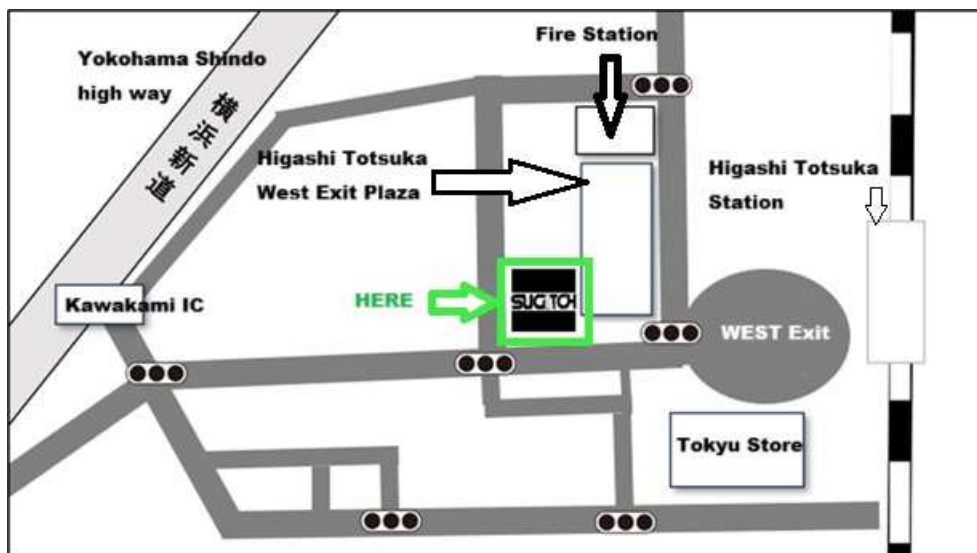 Fire Station
Yokohama Shindo
high way
横浜新道
Higashi Totsuka
West Exit Plaza
Higashi Totsuka
Station
Kawakami IC
HERE
SUGITCH
WEST Exit
Tokyu Store